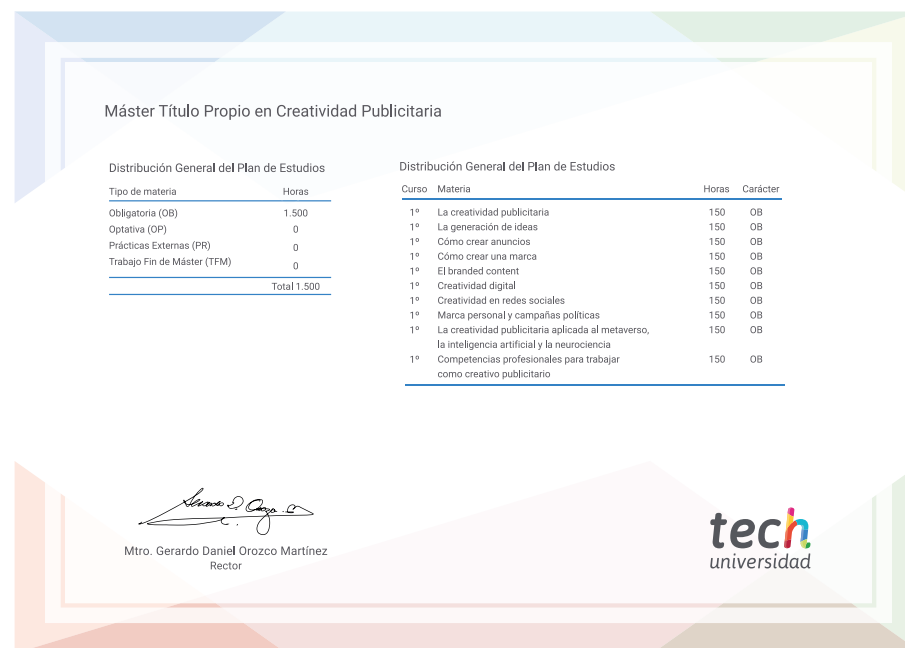 Máster Título Propio en Creatividad Publicitaria
Distribución General del Plan de Estudios
Tipo de materia Horas
Obligatoria (OB) 1.500
Optativa (OP) 0
Prácticas Externas (PR) 0
Trabajo Fin de Máster (TFM) 0
Total 1.500
Distribución General del Plan de Estudios
Curso Materia Horas Carácter
1º La creatividad publicitaria 150 OB
1º La generación de ideas 150 OB
1º Cómo crear anuncios 150 OB
1º Cómo crear una marca 150 OB
1º El branded content 150 OB
1º Creatividad digital 150 OB
1º Creatividad en redes sociales 150 OB
1º Marca personal y campañas políticas 150 OB
1º La creatividad publicitaria aplicada al metaverso, 150 OB
la inteligencia artificial y la neurociencia
1º Competencias profesionales para trabajar 150 OB
como creativo publicitario
Mtro. Gerardo Daniel Orozco Martínez
Rector
tech
universidad